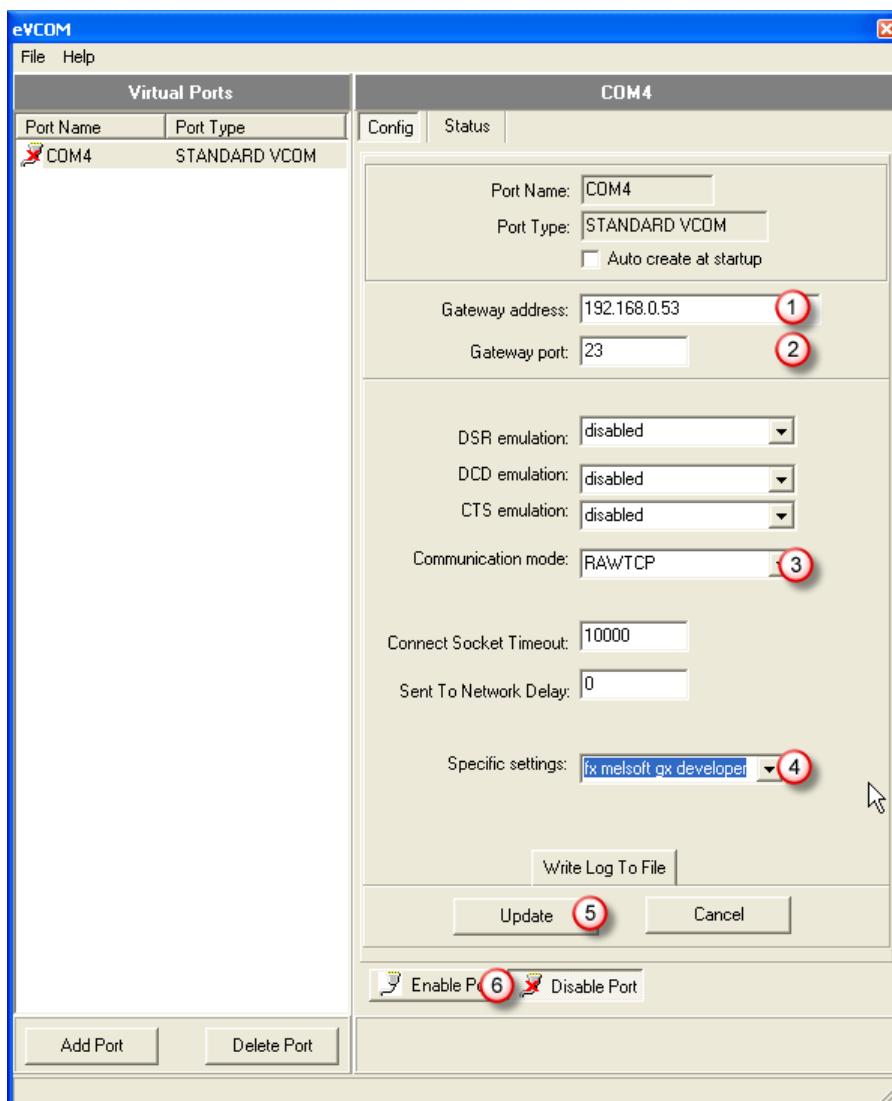 eVCOM
File Help
Virtual Ports
COM4
Port Name Port Type
COM4 STANDARD VCOM
Config Status
Port Name: COM4
Port Type: STANDARD VCOM
Auto create at startup
Gateway address: 192.168.0.53 1
Gateway port: 23 2
DSR emulation: disabled
DCD emulation: disabled
CTS emulation: disabled
Communication mode: RAWTCP 3
Connect Socket Timeout: 10000
Sent To Network Delay: 0
Specific settings: fx melsoft gx developer 4
Write Log To File
Update 5 Cancel
Enable P 6 Disable Port
Add Port Delete Port